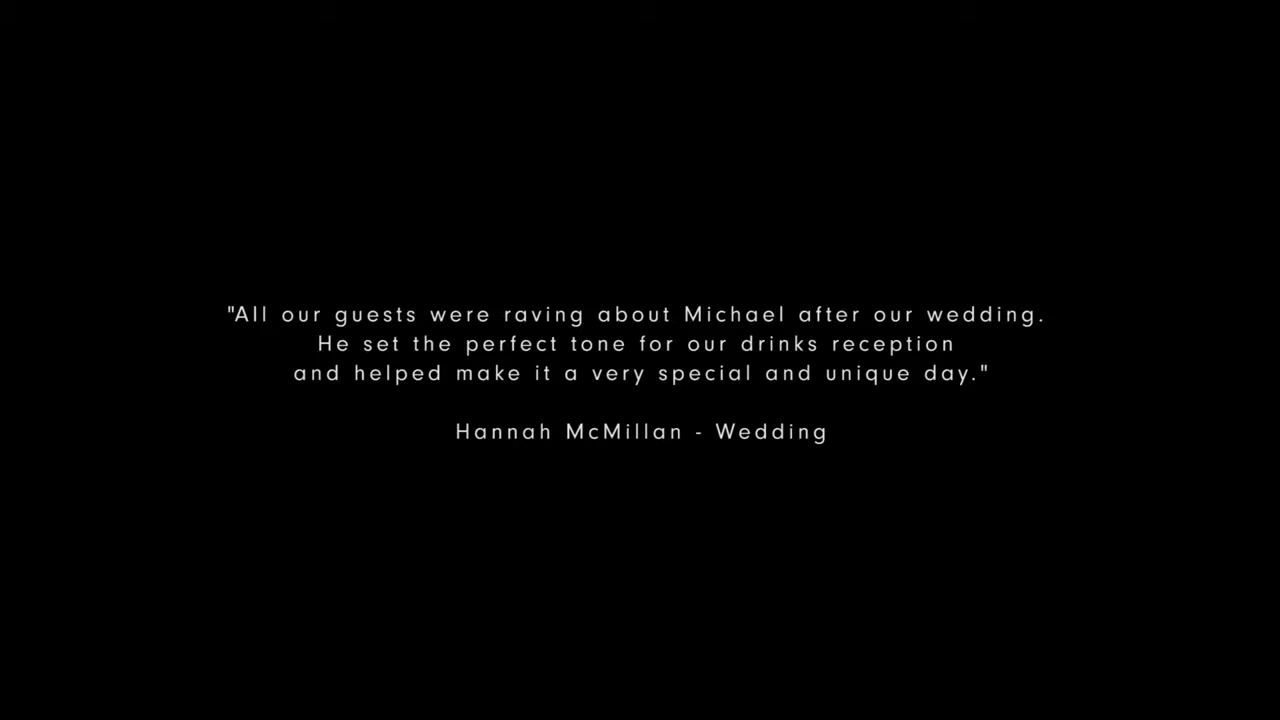 "All our guests were raving about Michael after our wedding.
He set the perfect tone for our drinks reception
and helped make it a very special and unique day."
Hannah McMillan - Wedding